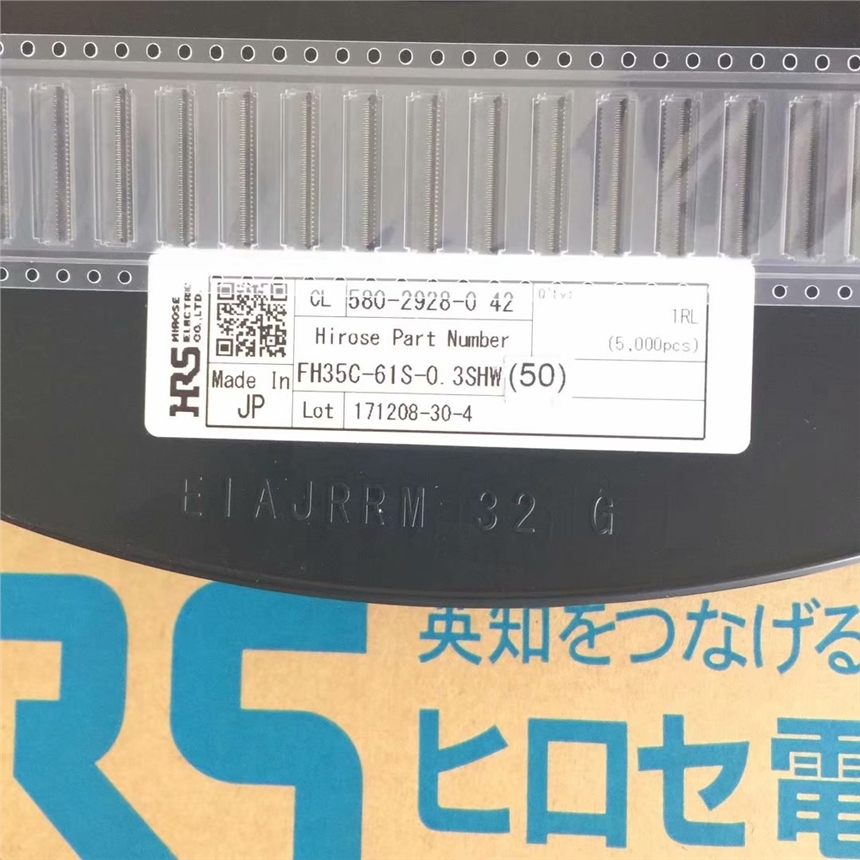 HRS HIROSE
ELECTRIC
CO.,LTD.
CL 580-2928-0 42
Q'ty:
1RL
(5,000pcs)
Hirose Part Number
Made In
JP
FH35C-61S-0.3SHW(50)
Lot 171208-30-4
EIAJRRM 32 G
RS
英知をつなげる
ヒロセ電